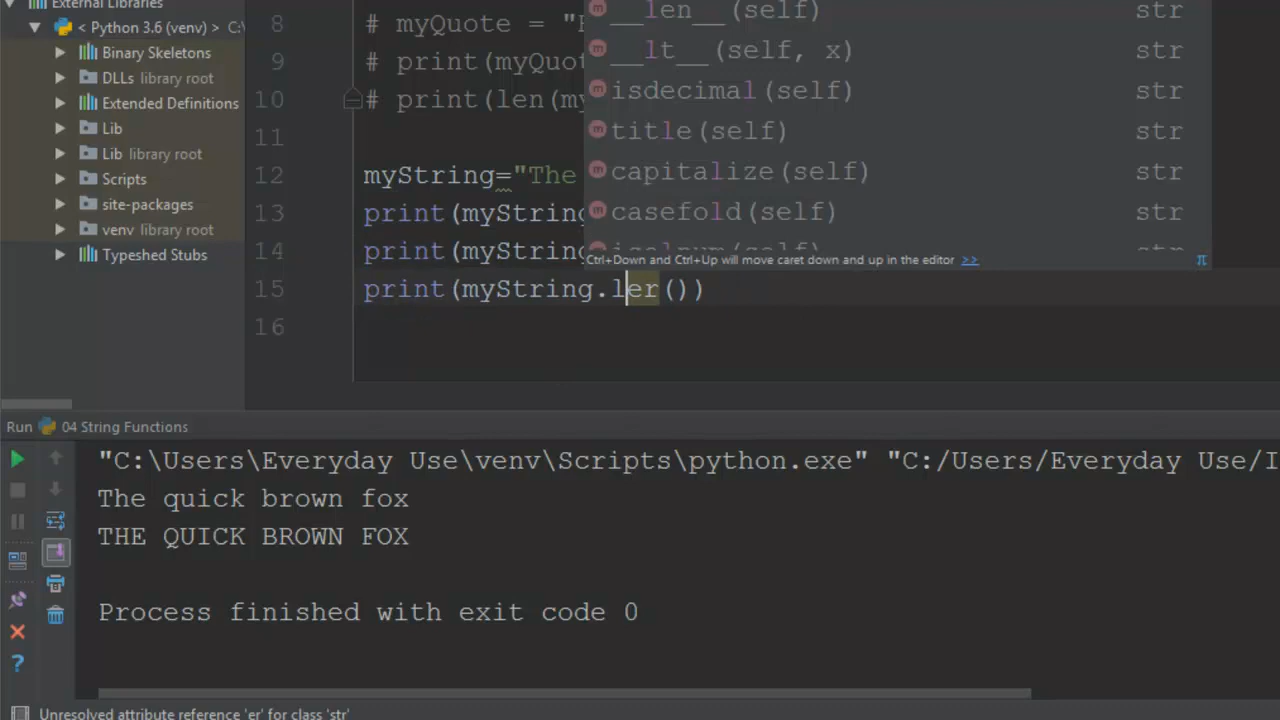 External Libraries
< Python 3.6 (venv) > C:\
Binary Skeletons
DLLs library root
Extended Definitions
Lib
Lib library root
Scripts
site-packages
venv library root
Typeshed Stubs
8 # myQuote = "
9 # print(myQuot
10 # print(len(my
11
12 myString="The
13 print(myString
14 print(myString
15 print(myString.ler())
16
__len__(self) str
__lt__(self, x) str
isdecimal(self) str
title(self) str
capitalize(self) str
casefold(self) str
isalnum(self) str
Ctrl+Down and Ctrl+Up will move caret down and up in the editor >> π
Run 04 String Functions
"C:\Users\Everyday Use\venv\Scripts\python.exe" "C:/Users/Everyday Use/I
The quick brown fox
THE QUICK BROWN FOX
Process finished with exit code 0
Unresolved attribute reference 'er' for class 'str'